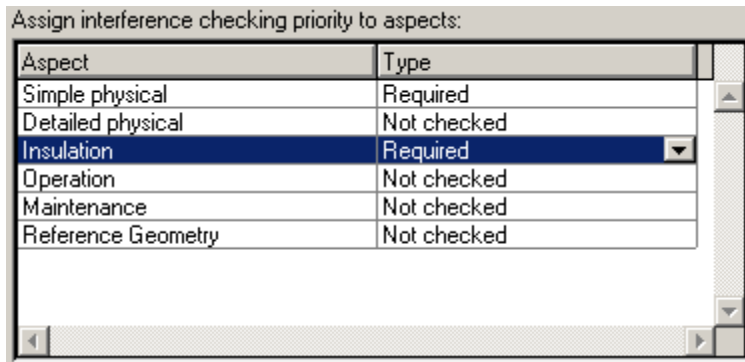 Assign interference checking priority to aspects:
Aspect Type
Simple physical Required
Detailed physical Not checked
Insulation Required
Operation Not checked
Maintenance Not checked
Reference Geometry Not checked